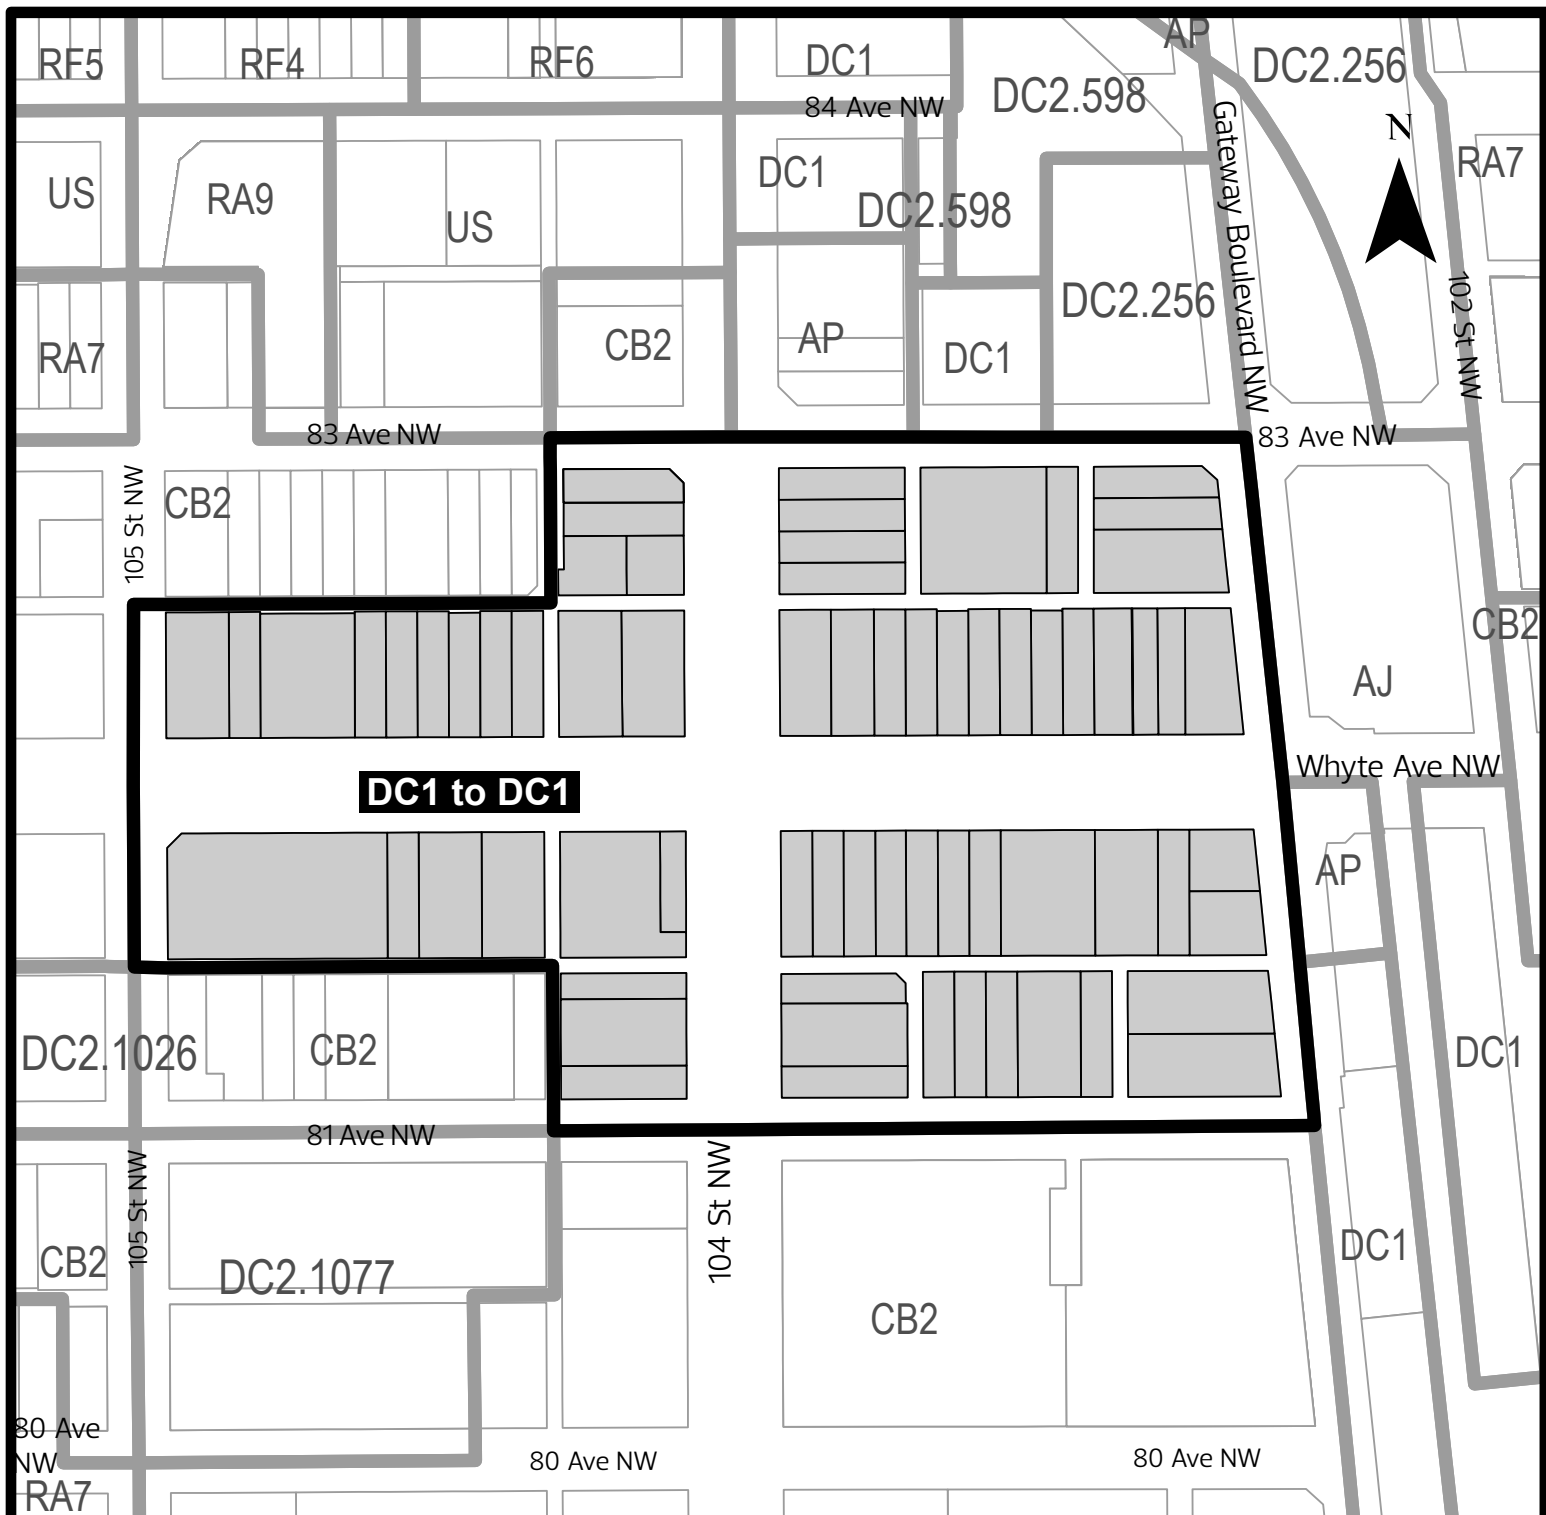 RF5
RF4
RF6
DC1
AP
DC2.256
DC2.598
84 Ave NW
N
US
RA9
US
DC1
DC2.598
Gateway Boulevard NW
RA7
RA7
CB2
AP
DC1
DC2.256
102 St NW
83 Ave NW
83 Ave NW
105 St NW
CB2
CB2
AJ
Whyte Ave NW
DC1 to DC1
AP
DC2.1026
CB2
DC1
81 Ave NW
105 St NW
104 St NW
CB2
DC2.1077
CB2
DC1
80 Ave
NW
80 Ave NW
80 Ave NW
RA7